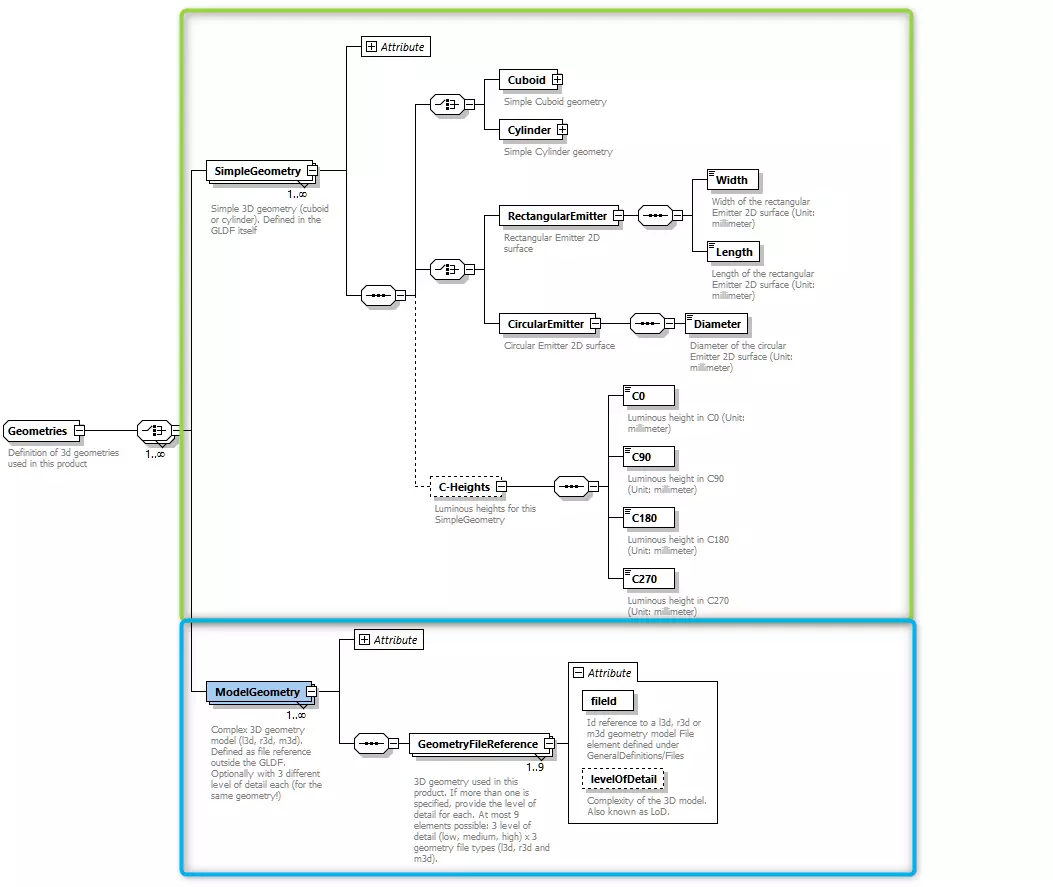 Attribute
Cuboid
Simple Cuboid geometry
Cylinder
Simple Cylinder geometry
SimpleGeometry
1..∞
Simple 3D geometry (cuboid
or cylinder). Defined in the
GLDF itself
RectangularEmitter
Rectangular Emitter 2D
surface
Width
Width of the rectangular
Emitter 2D surface (Unit:
millimeter)
Length
Length of the rectangular
Emitter 2D surface (Unit:
millimeter)
CircularEmitter
Circular Emitter 2D surface
Diameter
Diameter of the circular
Emitter 2D surface (Unit:
millimeter)
C0
Luminous height in C0 (Unit:
millimeter)
Geometries
Definition of 3d geometries
used in this product
1..∞
C90
Luminous height in C90
(Unit: millimeter)
C-Heights
Luminous heights for this
SimpleGeometry
C180
Luminous height in C180
(Unit: millimeter)
C270
Luminous height in C270
(Unit: millimeter)
Attribute
ModelGeometry
1..∞
Complex 3D geometry
model (l3d, r3d, m3d).
Defined as file reference
outside the GLDF.
Optionally with 3 different
level of detail each (for the
same geometry!)
GeometryFileReference
1..9
3D geometry used in this
product. If more than one is
specified, provide the level of
detail for each. At most 9
elements possible: 3 level of
detail (low, medium, high) x 3
geometry file types (l3d, r3d and
m3d).
Attribute
fileId
Id reference to a l3d, r3d or
m3d geometry model File
element defined under
GeneralDefinitions/Files
levelOfDetail
Complexity of the 3D model.
Also known as LoD.